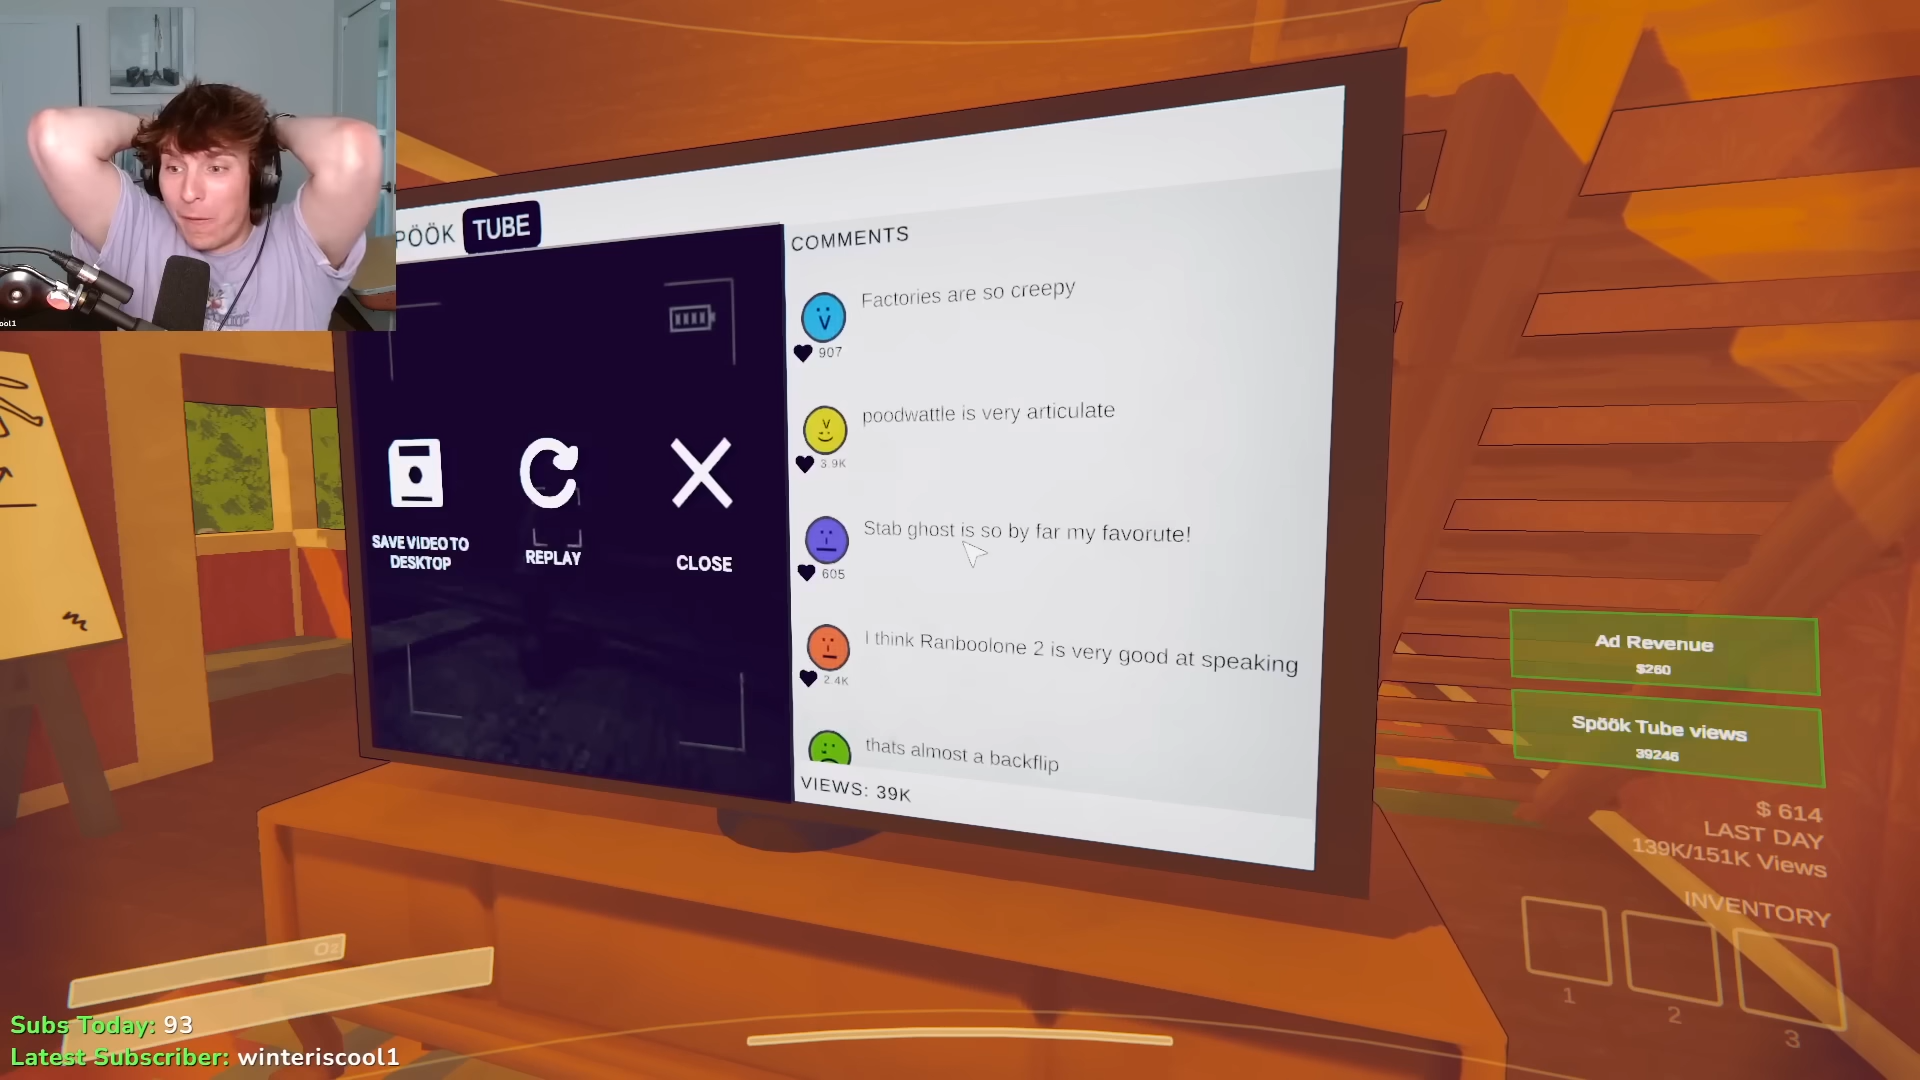 ool1
PÖÖK TUBE
COMMENTS
Factories are so creepy
907
poodwattle is very articulate
3.9K
Stab ghost is so by far my favorute!
605
I think Ranboolone 2 is very good at speaking
2.4K
thats almost a backflip
VIEWS: 39K
SAVE VIDEO TO
DESKTOP
REPLAY
CLOSE
Ad Revenue
$260
Spöök Tube views
39246
$ 614
LAST DAY
139K/151K Views
INVENTORY
1
2
3
O₂
Subs Today: 93
Latest Subscriber: winteriscool1